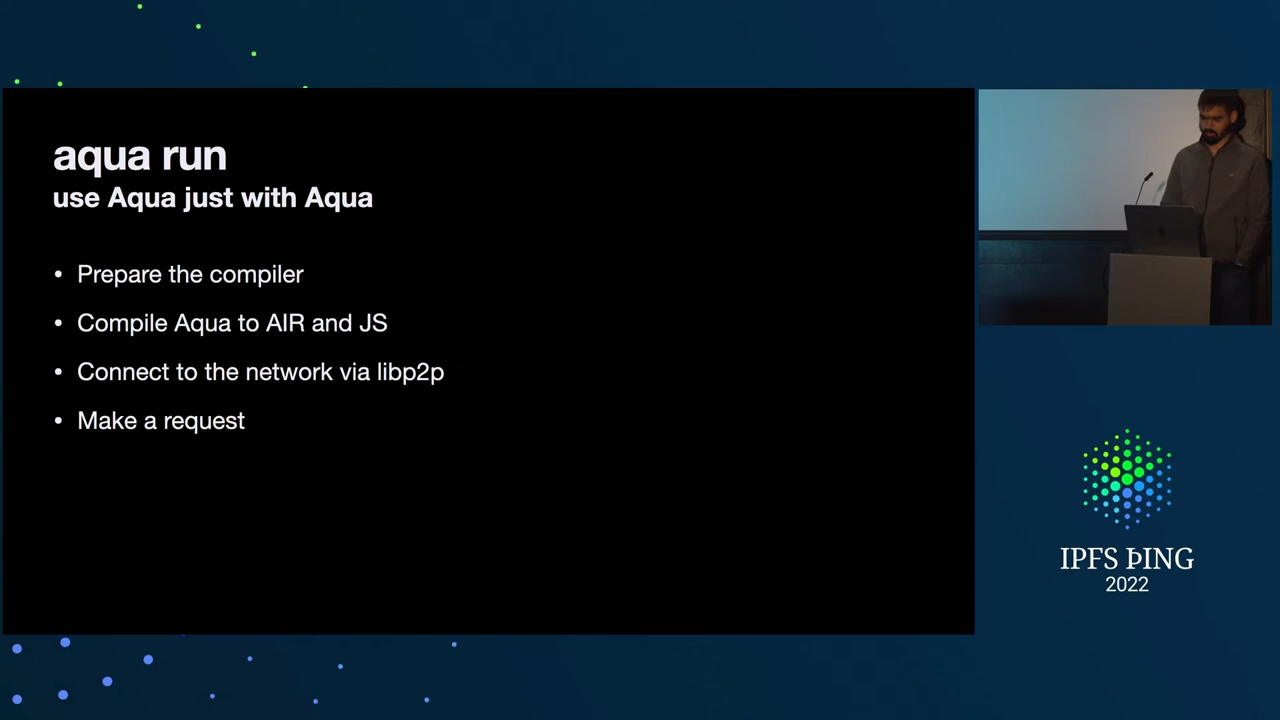 aqua run
use Aqua just with Aqua
• Prepare the compiler
• Compile Aqua to AIR and JS
• Connect to the network via libp2p
• Make a request
IPFS ÞING
2022